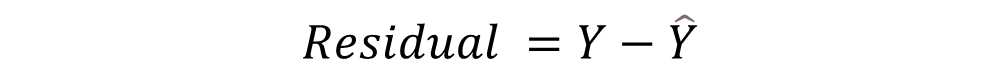 Residual = Y − Ŷ